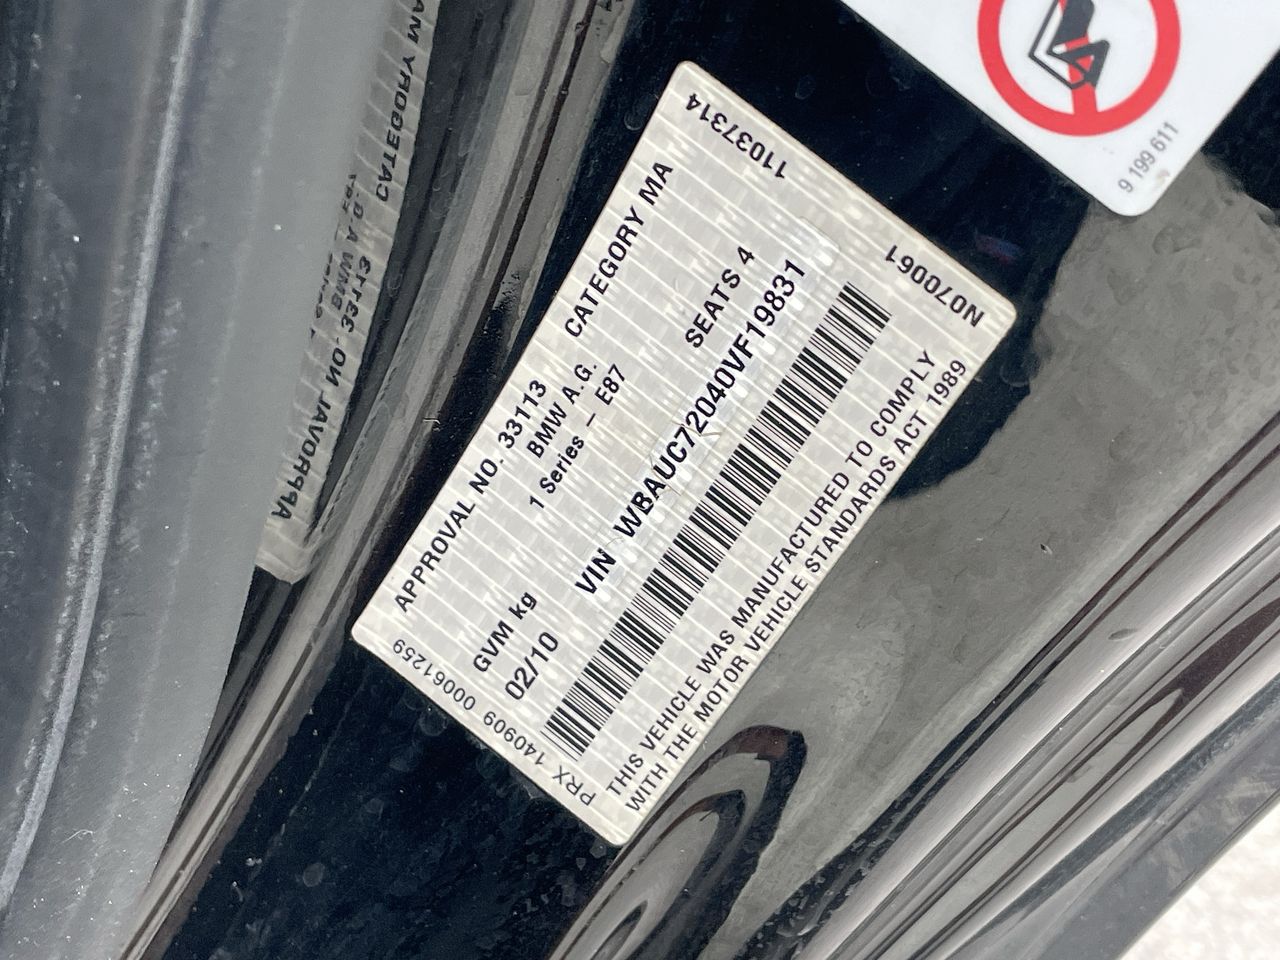 APPROVAL NO. 33113 CATEGORY MA
BMW A.G.
1 Series – E87
GVM kg SEATS 4
02/10 VIN WBAUC72040VF19831
THIS VEHICLE WAS MANUFACTURED TO COMPLY
WITH THE MOTOR VEHICLE STANDARDS ACT 1989
PRX 140909 00061259
11037314
N070061
9 199 611